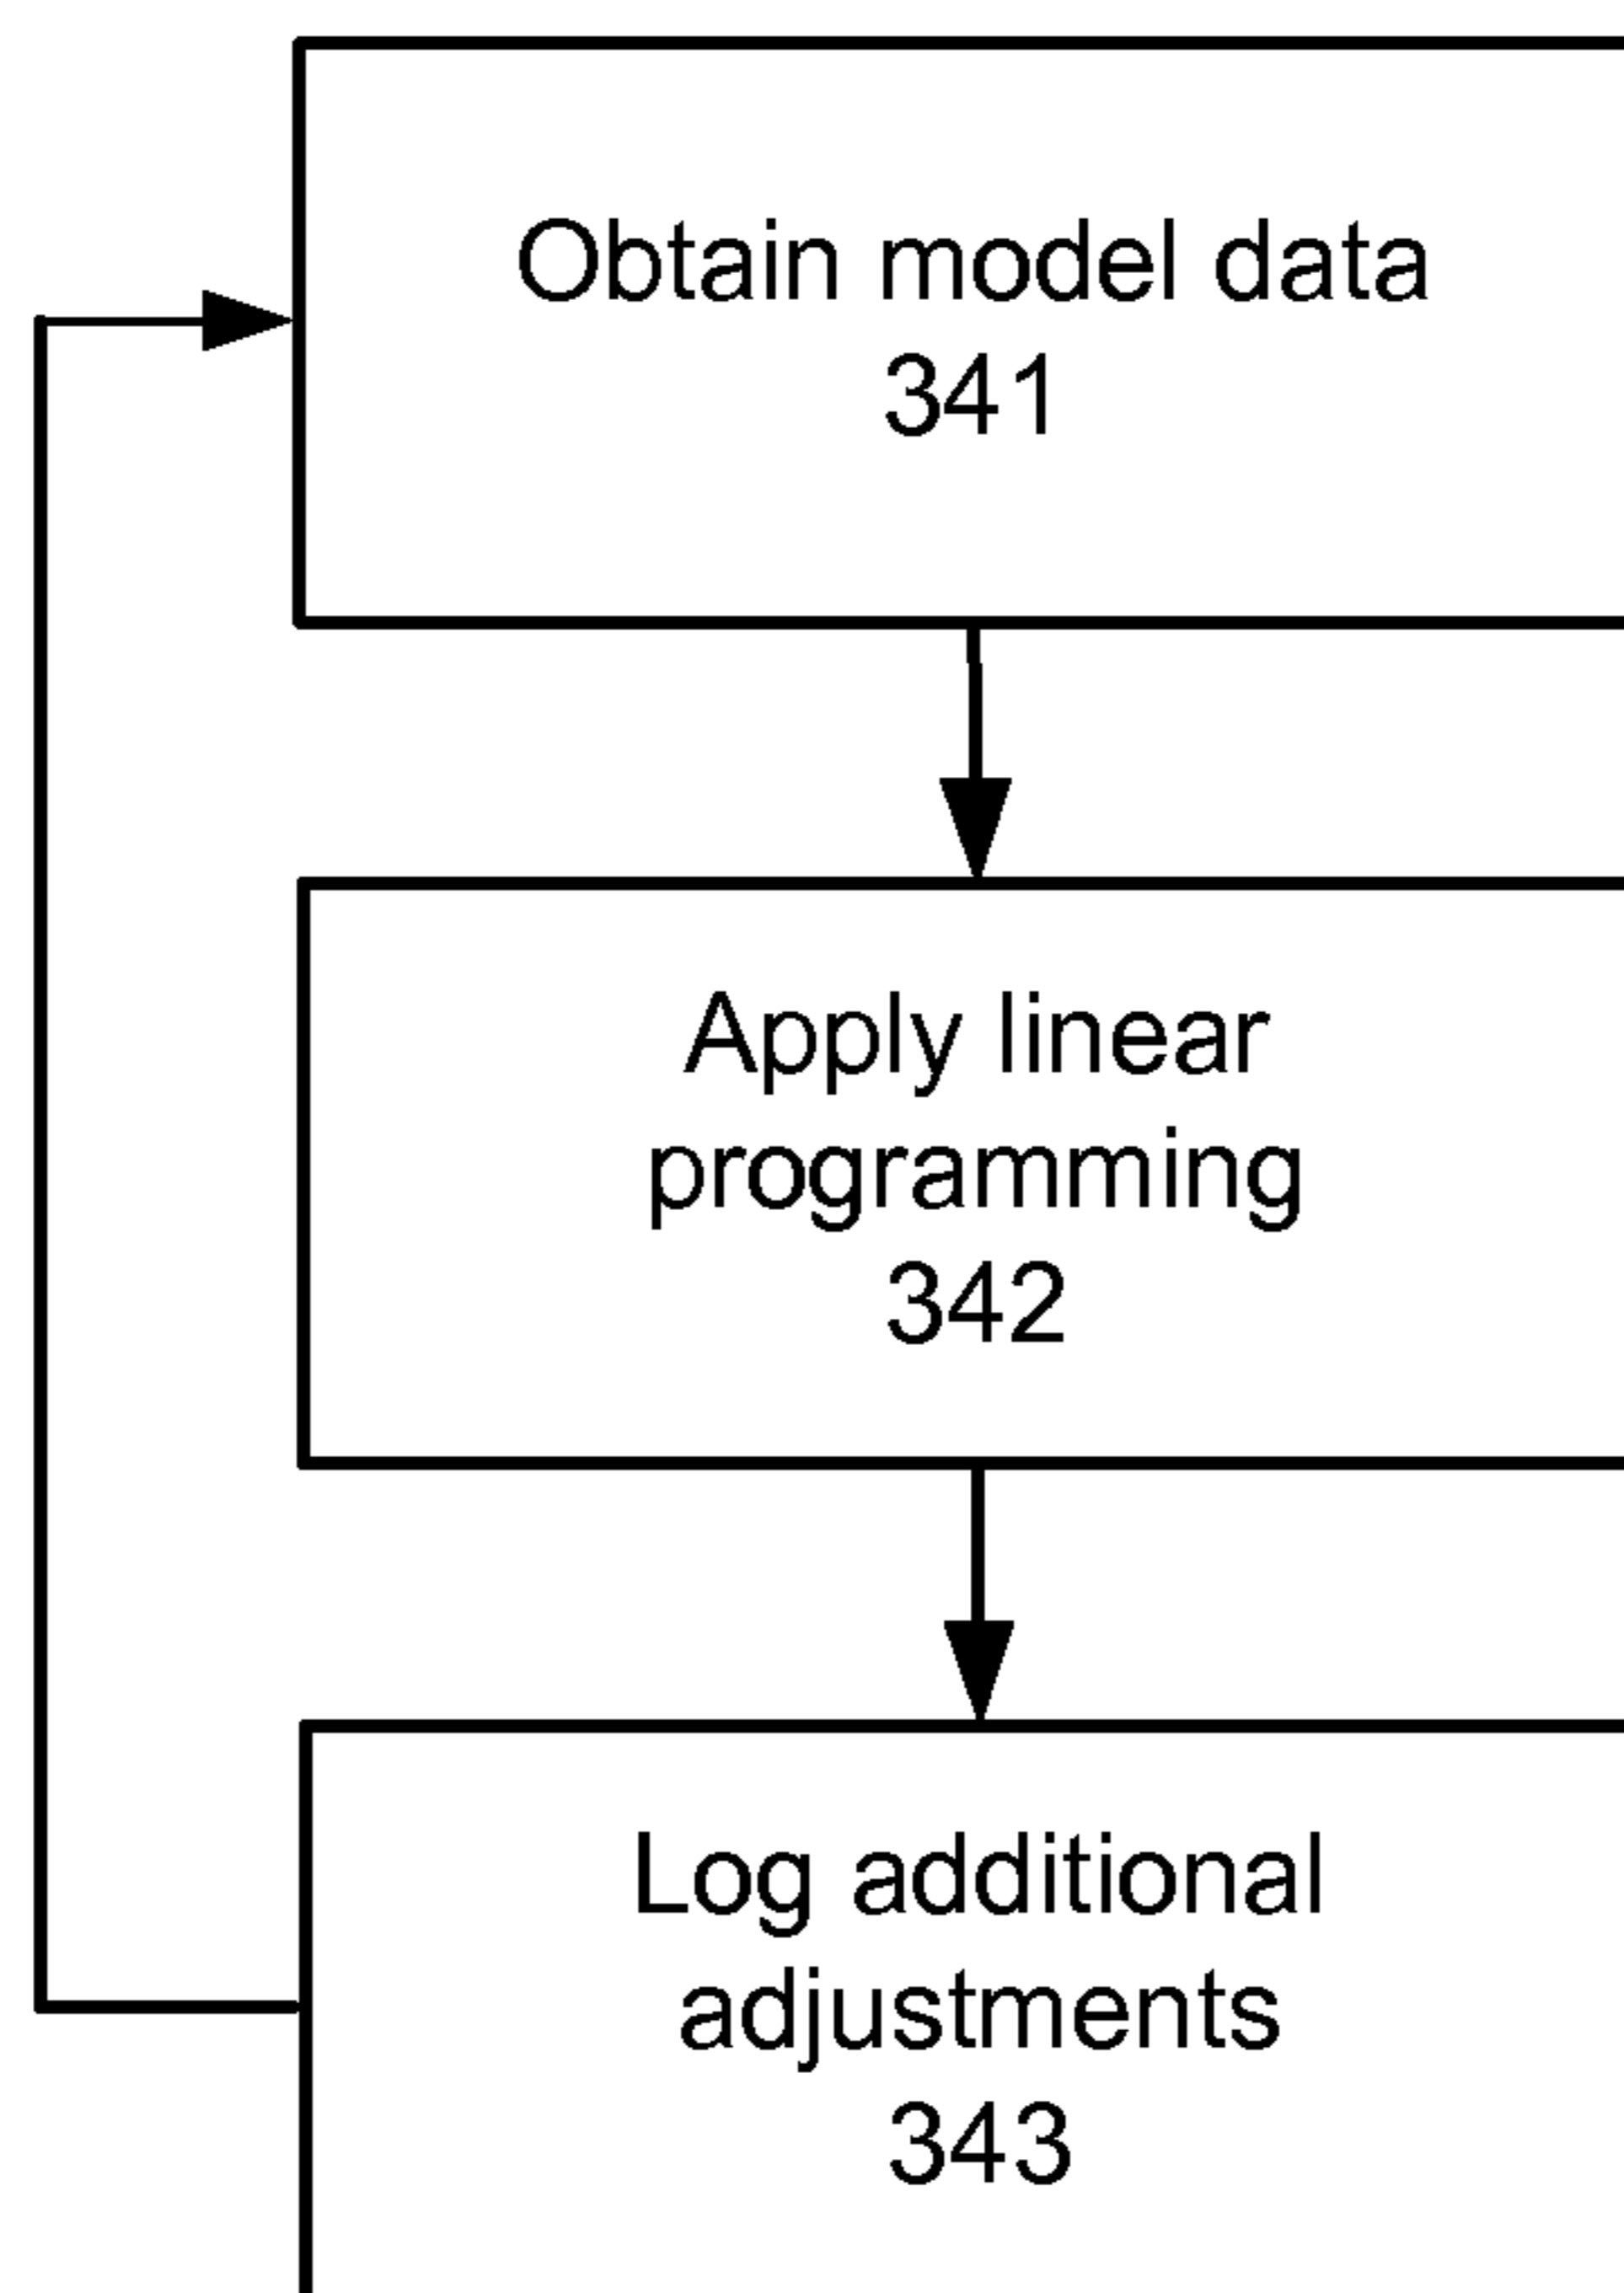 Obtain model data
341
Apply linear
programming
342
Log additional
adjustments
343